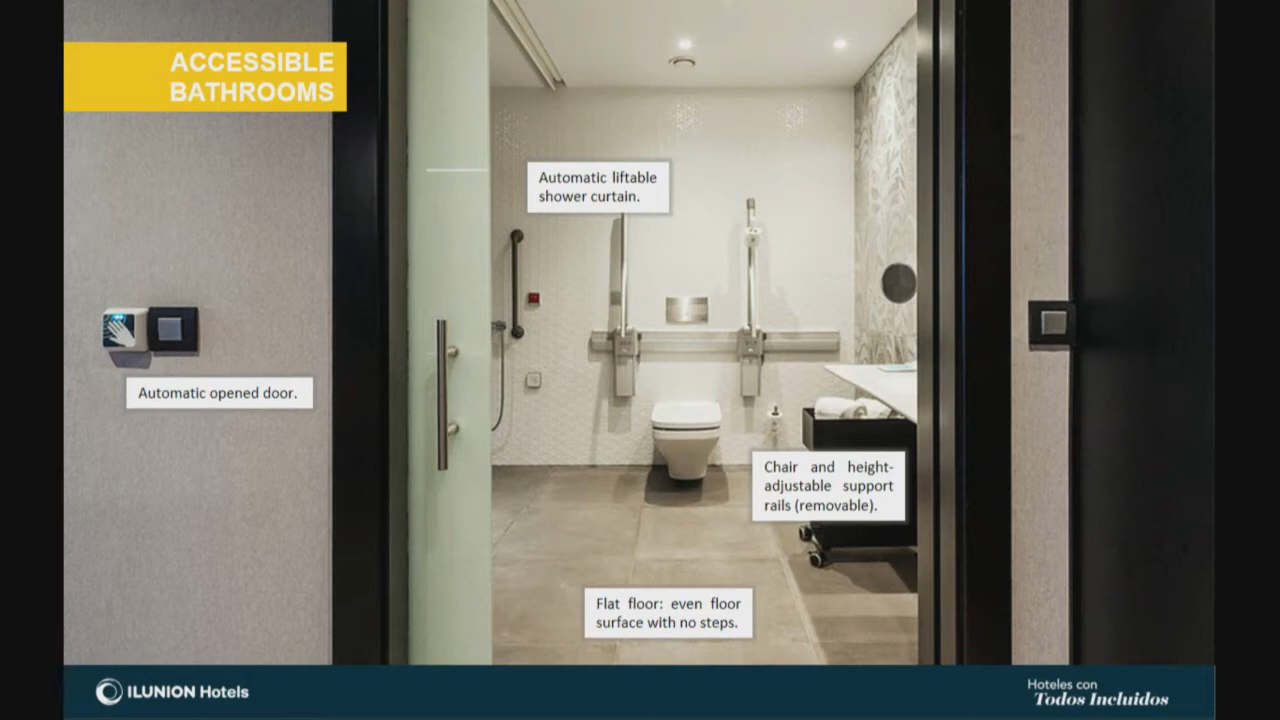 ACCESSIBLE
BATHROOMS
Automatic liftable
shower curtain.
Automatic opened door.
Chair and height-
adjustable support
rails (removable).
Flat floor: even floor
surface with no steps.
ILUNION Hotels
Hoteles con
Todos Incluidos